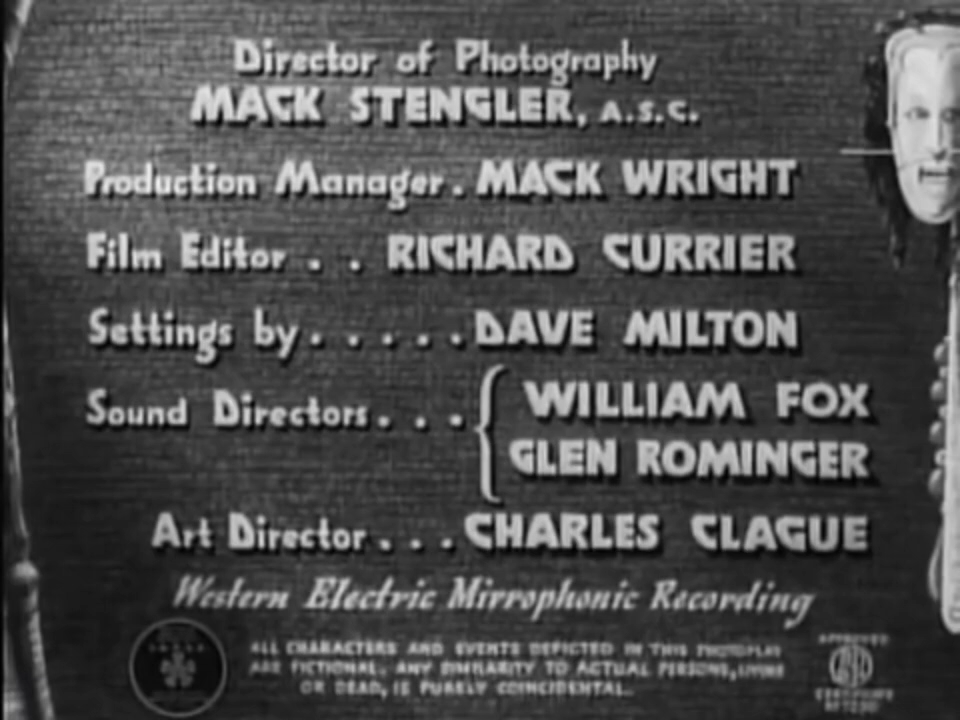 Director of Photography
MACK STENGLER, A.S.C.
Production Manager. MACK WRIGHT
Film Editor . . RICHARD CURRIER
Settings by. . . . . DAVE MILTON
Sound Directors. . . { WILLIAM FOX
GLEN ROMINGER
Art Director . . . CHARLES CLAGUE
Western Electric Mirrophonic Recording
ALL CHARACTERS AND EVENTS DEPICTED IN THIS PHOTOPLAY
ARE FICTIONAL. ANY SIMILARITY TO ACTUAL PERSONS, LIVING
OR DEAD, IS PURELY COINCIDENTAL.
APPROVED
CERTIFICATE